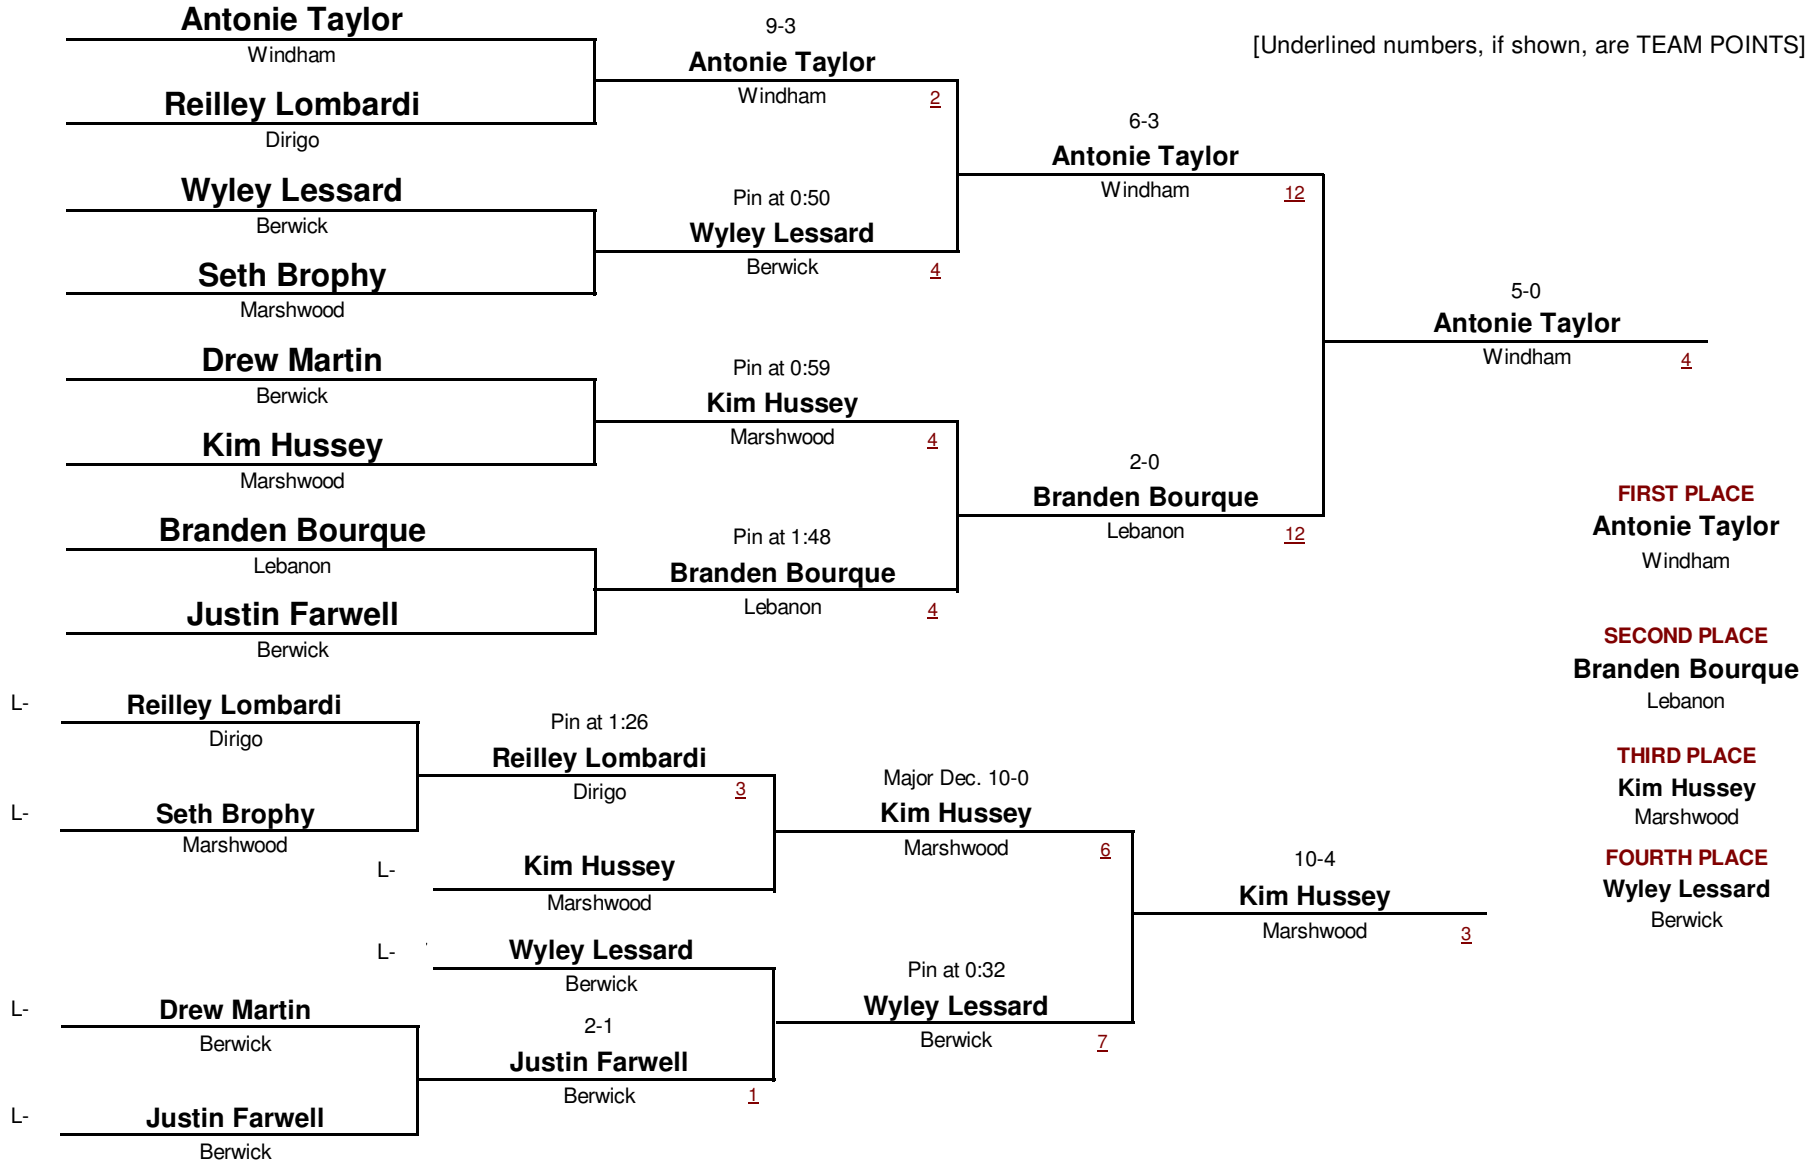 Antonie Taylor
Windham
Reilley Lombardi
Dirigo
Wyley Lessard
Berwick
Seth Brophy
Marshwood
Drew Martin
Berwick
Kim Hussey
Marshwood
Branden Bourque
Lebanon
Justin Farwell
Berwick
9-3
Antonie Taylor
Windham 2
Pin at 0:50
Wyley Lessard
Berwick 4
Pin at 0:59
Kim Hussey
Marshwood 4
Pin at 1:48
Branden Bourque
Lebanon 4
6-3
Antonie Taylor
Windham 12
2-0
Branden Bourque
Lebanon 12
[Underlined numbers, if shown, are TEAM POINTS]
5-0
Antonie Taylor
Windham 4
FIRST PLACE
Antonie Taylor
Windham
SECOND PLACE
Branden Bourque
Lebanon
THIRD PLACE
Kim Hussey
Marshwood
FOURTH PLACE
Wyley Lessard
Berwick
L- Reilley Lombardi
Dirigo
L- Seth Brophy
Marshwood
L- Drew Martin
Berwick
L- Justin Farwell
Berwick
Pin at 1:26
Reilley Lombardi
Dirigo 3
L- Kim Hussey
Marshwood
L- Wyley Lessard
Berwick
2-1
Justin Farwell
Berwick 1
Major Dec. 10-0
Kim Hussey
Marshwood 6
Pin at 0:32
Wyley Lessard
Berwick 7
10-4
Kim Hussey
Marshwood 3